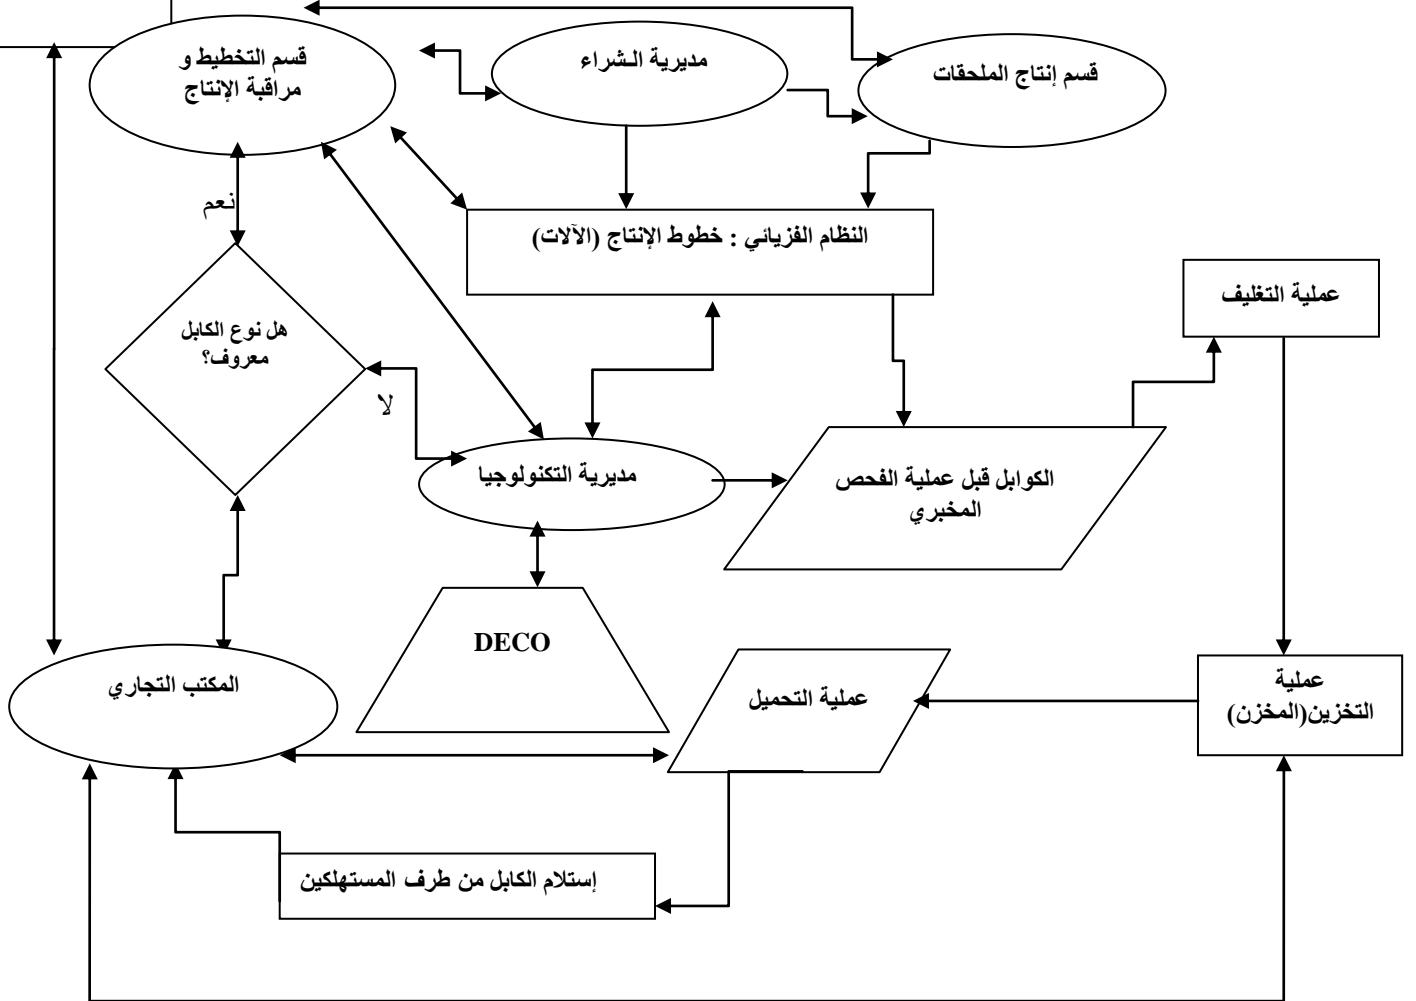 قسم التخطيط و
مراقبة الإنتاج
مديرية الشراء
قسم إنتاج الملحقات
نعم
النظام الفزيائي : خطوط الإنتاج (الآلات)
عملية التغليف
هل نوع الكابل
معروف؟
لا
مديرية التكنولوجيا
الكوابل قبل عملية الفحص
المخبري
DECO
المكتب التجاري
عملية التحميل
عملية
التخزين(المخزن)
إستلام الكابل من طرف المستهلكين